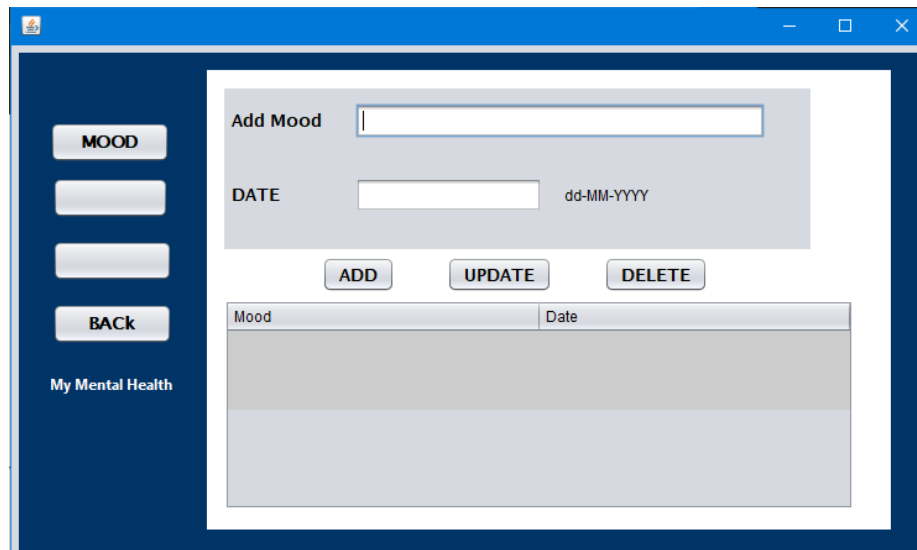 MOOD
BACk
My Mental Health
Add Mood
DATE dd-MM-YYYY
ADD UPDATE DELETE
Mood Date